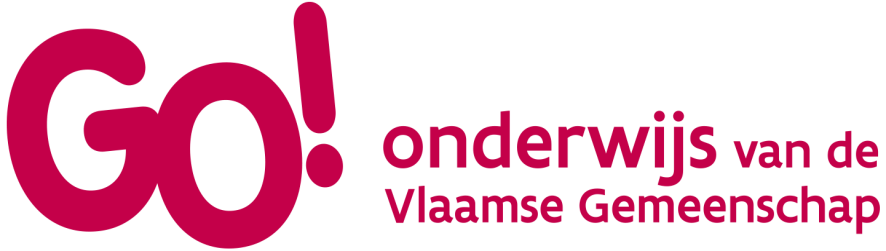 GO!
onderwijs van de
Vlaamse Gemeenschap